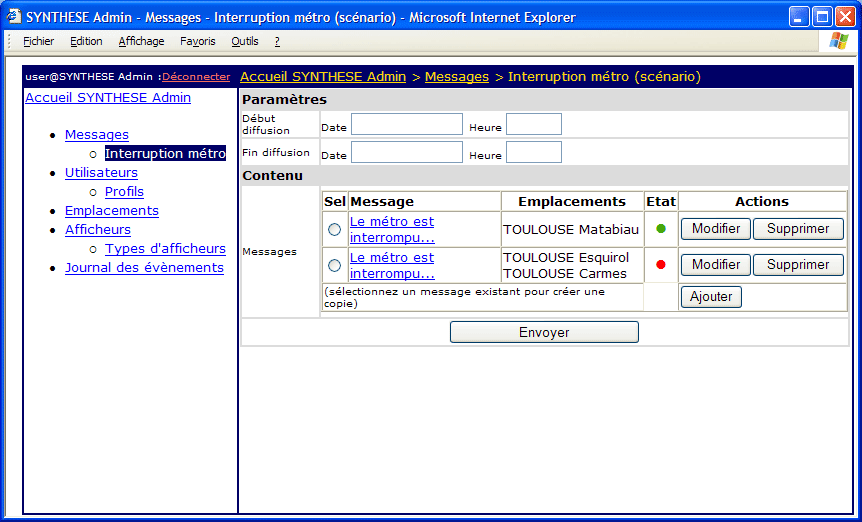 SYNTHESE Admin - Messages - Interruption métro (scénario) - Microsoft Internet Explorer
Fichier Edition Affichage Favoris Outils ?
user@SYNTHESE Admin :Déconnecter
Accueil SYNTHESE Admin > Messages > Interruption métro (scénario)
Accueil SYNTHESE Admin
Messages
Interruption métro
Utilisateurs
Profils
Emplacements
Afficheurs
Types d'afficheurs
Journal des évènements
Paramètres
Début
diffusion
Date Heure
Fin diffusion Date Heure
Contenu
Messages
Sel Message Emplacements Etat Actions
Le métro est
interrompu...
TOULOUSE Matabiau
Modifier Supprimer
Le métro est
interrompu...
TOULOUSE Esquirol
TOULOUSE Carmes
Modifier Supprimer
(sélectionnez un message existant pour créer une
copie)
Ajouter
Envoyer